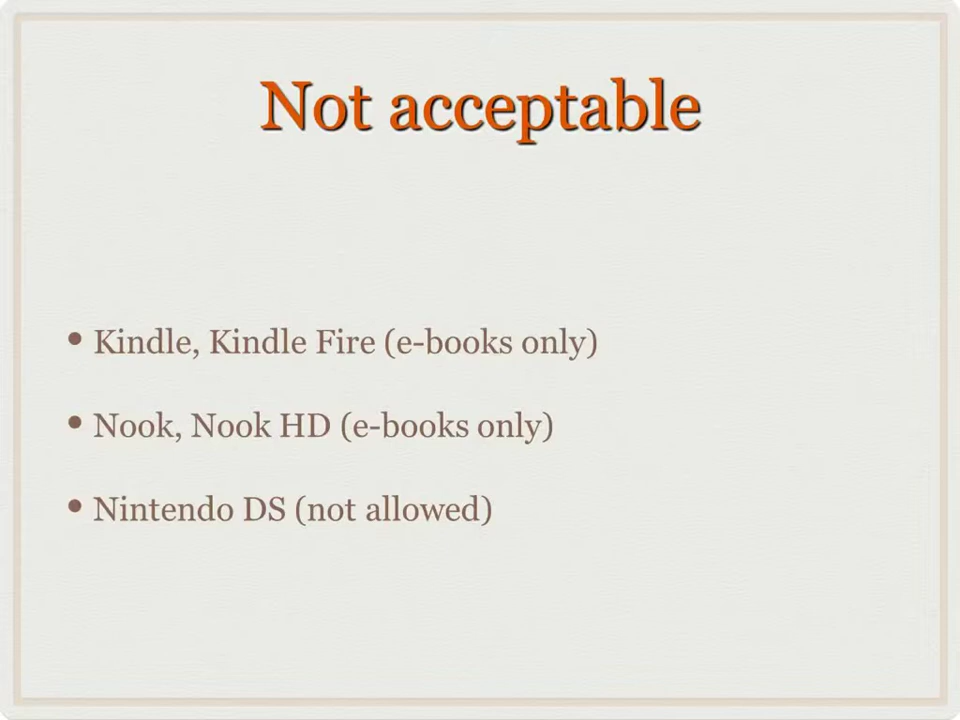 Not acceptable
• Kindle, Kindle Fire (e-books only)
• Nook, Nook HD (e-books only)
• Nintendo DS (not allowed)